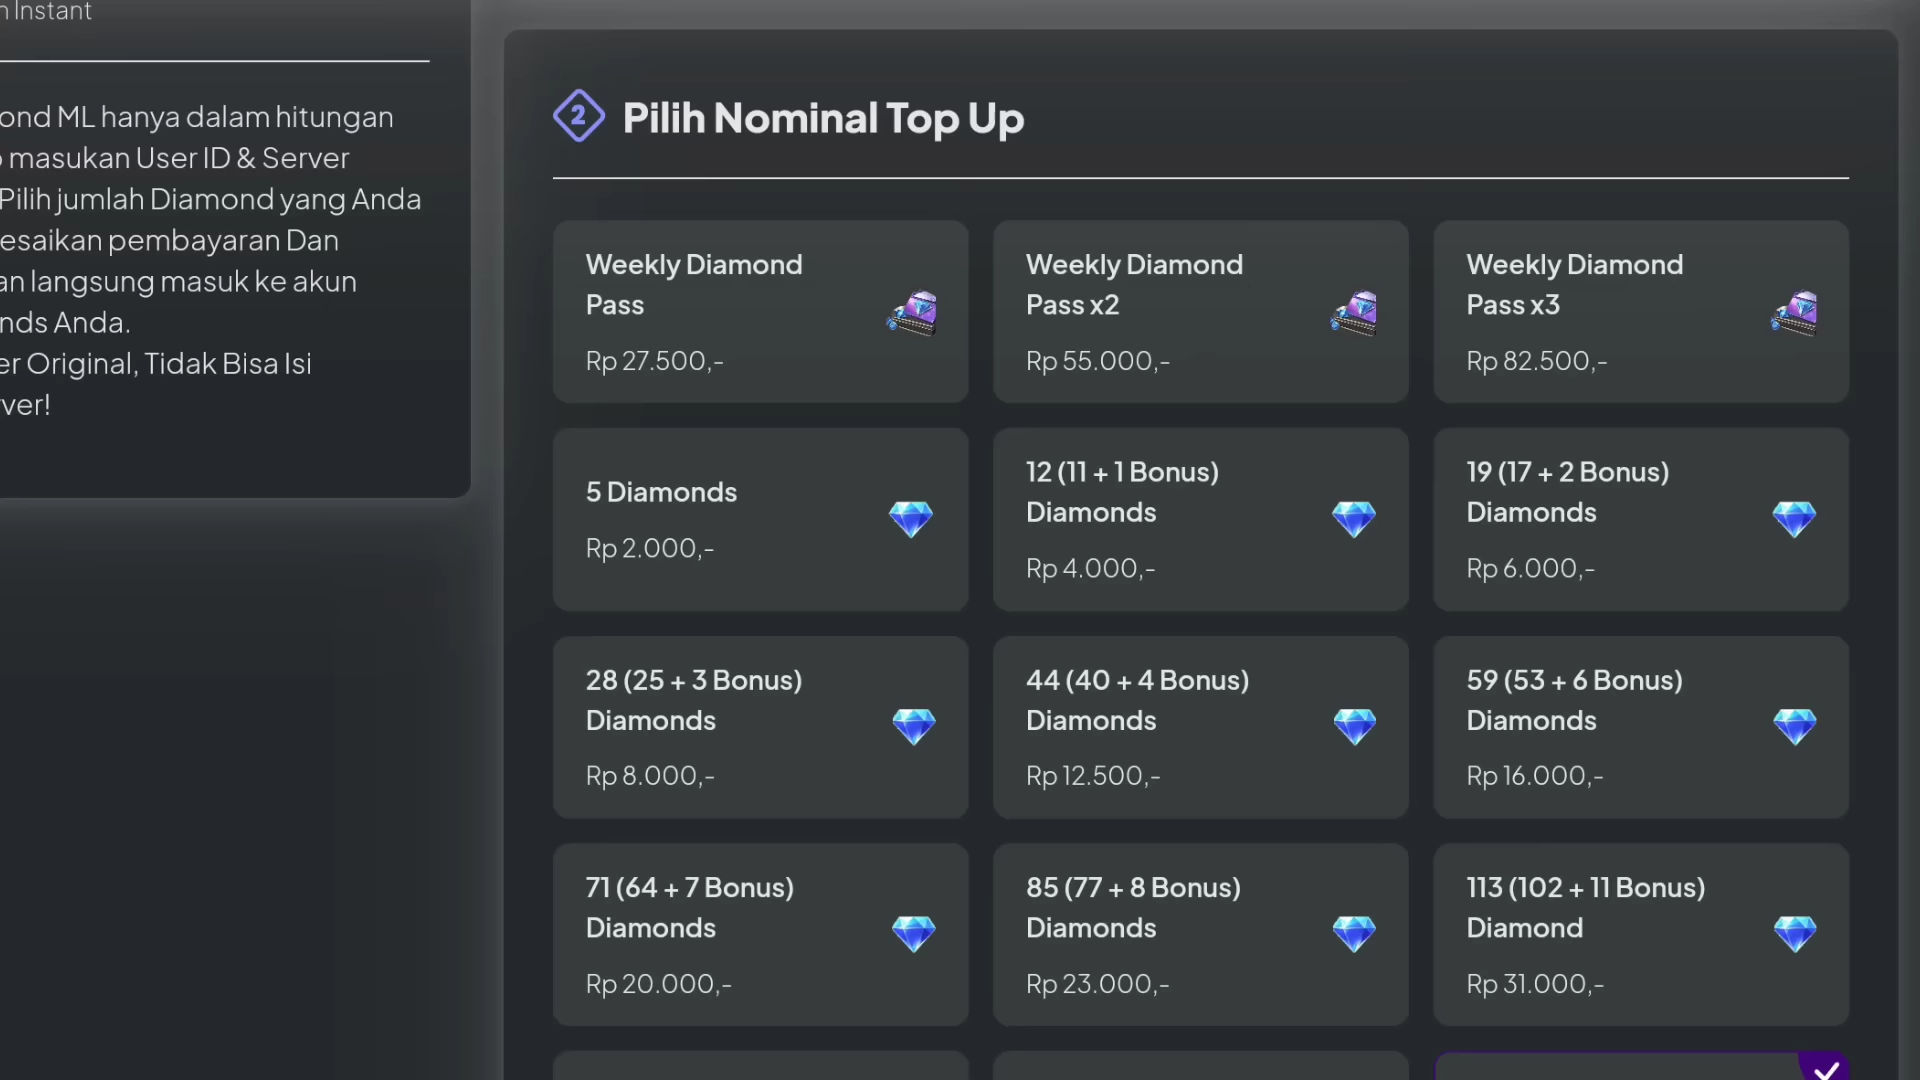 n Instant
ond ML hanya dalam hitungan
masukan User ID & Server
Pilih jumlah Diamond yang Anda
esaikan pembayaran Dan
an langsung masuk ke akun
nds Anda.
er Original, Tidak Bisa Isi
ver!
2 Pilih Nominal Top Up
Weekly Diamond
Pass
Rp 27.500,-
Weekly Diamond
Pass x2
Rp 55.000,-
Weekly Diamond
Pass x3
Rp 82.500,-
5 Diamonds
Rp 2.000,-
12 (11 + 1 Bonus)
Diamonds
Rp 4.000,-
19 (17 + 2 Bonus)
Diamonds
Rp 6.000,-
28 (25 + 3 Bonus)
Diamonds
Rp 8.000,-
44 (40 + 4 Bonus)
Diamonds
Rp 12.500,-
59 (53 + 6 Bonus)
Diamonds
Rp 16.000,-
71 (64 + 7 Bonus)
Diamonds
Rp 20.000,-
85 (77 + 8 Bonus)
Diamonds
Rp 23.000,-
113 (102 + 11 Bonus)
Diamond
Rp 31.000,-